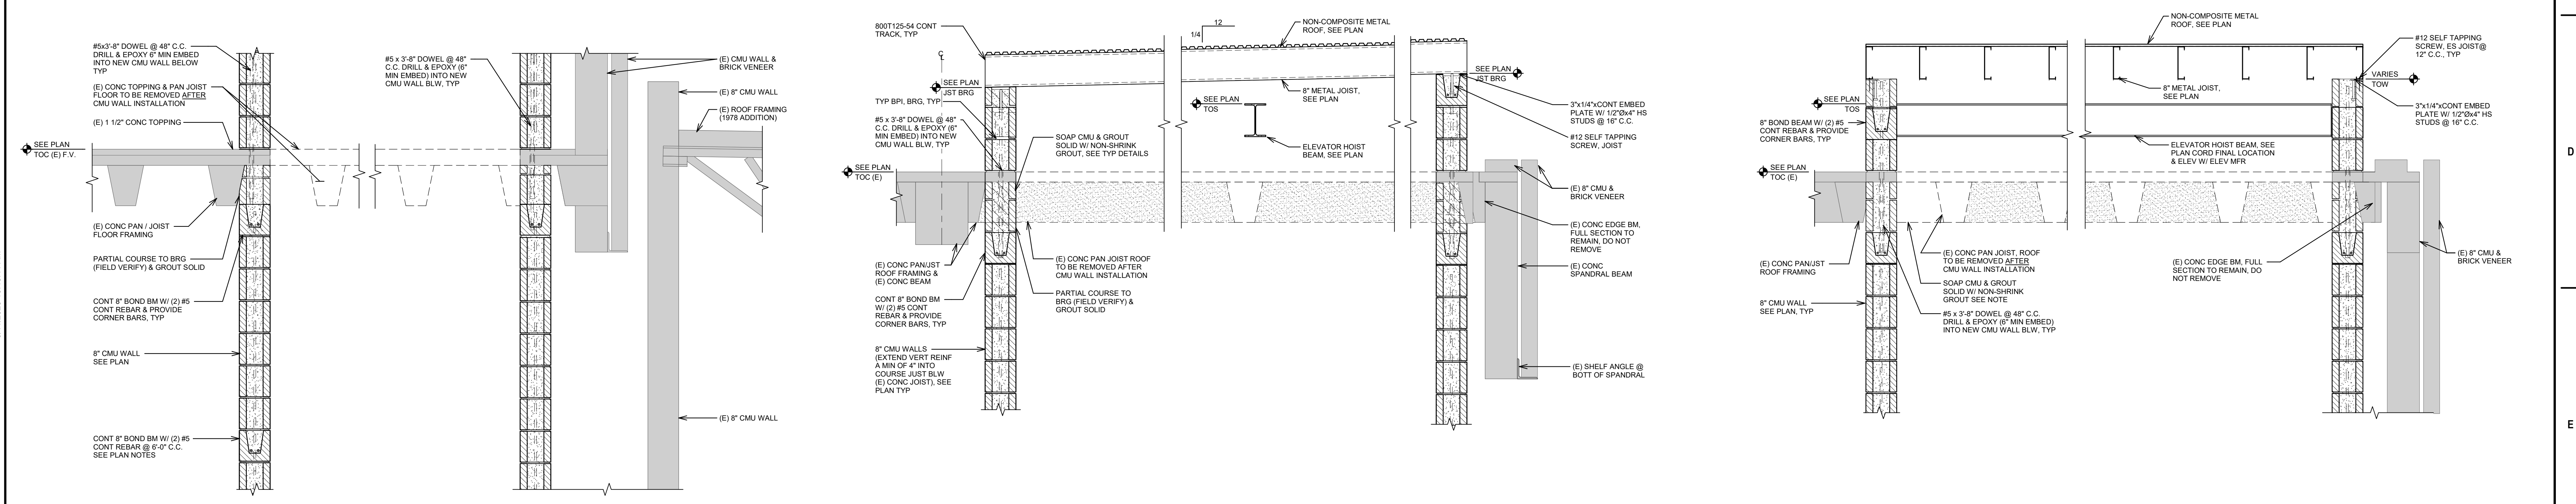 #5x3'-8" DOWEL @ 48" C.C.
DRILL & EPOXY 6" MIN EMBED
INTO NEW CMU WALL BELOW
TYP
(E) CONC TOPPING & PAN JOIST
FLOOR TO BE REMOVED AFTER
CMU WALL INSTALLATION
(E) 1 1/2" CONC TOPPING
SEE PLAN
TOC (E) F.V.
(E) CONC PAN / JOIST
FLOOR FRAMING
PARTIAL COURSE TO BRG
(FIELD VERIFY) & GROUT SOLID
CONT 8" BOND BM W/ (2) #5
CONT REBAR & PROVIDE
CORNER BARS, TYP
8" CMU WALL
SEE PLAN
CONT 8" BOND BM W/ (2) #5
CONT REBAR @ 6'-0" C.C.
SEE PLAN NOTES
#5 x 3'-8" DOWEL @ 48"
C.C. DRILL & EPOXY (6"
MIN EMBED) INTO NEW
CMU WALL BLW, TYP
(E) CMU WALL &
BRICK VENEER
(E) 8" CMU WALL
(E) ROOF FRAMING
(1978 ADDITION)
(E) 8" CMU WALL
800T125-54 CONT
TRACK, TYP
12
1/4
NON-COMPOSITE METAL
ROOF, SEE PLAN
SEE PLAN
JST BRG
TYP BPI, BRG, TYP
#5 x 3'-8" DOWEL @ 48"
C.C. DRILL & EPOXY (6"
MIN EMBED) INTO NEW
CMU WALL BLW, TYP
SEE PLAN
TOC (E)
SOAP CMU & GROUT
SOLID W/ NON-SHRINK
GROUT, SEE TYP DETAILS
SEE PLAN
TOS
8" METAL JOIST,
SEE PLAN
ELEVATOR HOIST
BEAM, SEE PLAN
SEE PLAN
JST BRG
3"x1/4"xCONT EMBED
PLATE W/ 1/2"Øx4" HS
STUDS @ 16" C.C.
#12 SELF TAPPING
SCREW, JOIST
(E) 8" CMU &
BRICK VENEER
(E) CONC EDGE BM,
FULL SECTION TO
REMAIN, DO NOT
REMOVE
(E) CONC
SPANDRAL BEAM
(E) SHELF ANGLE @
BOTT OF SPANDRAL
(E) CONC PAN/JST
ROOF FRAMING &
(E) CONC BEAM
CONT 8" BOND BM
W/ (2) #5 CONT
REBAR & PROVIDE
CORNER BARS, TYP
8" CMU WALLS
(EXTEND VERT REINF
A MIN OF 4" INTO
COURSE JUST BLW
(E) CONC JOIST), SEE
PLAN TYP
(E) CONC PAN JOIST ROOF
TO BE REMOVED AFTER
CMU WALL INSTALLATION
PARTIAL COURSE TO
BRG (FIELD VERIFY) &
GROUT SOLID
NON-COMPOSITE METAL
ROOF, SEE PLAN
#12 SELF TAPPING
SCREW, ES JOIST@
12" C.C., TYP
VARIES
TOW
8" METAL JOIST,
SEE PLAN
3"x1/4"xCONT EMBED
PLATE W/ 1/2"Øx4" HS
STUDS @ 16" C.C.
SEE PLAN
TOS
8" BOND BEAM W/ (2) #5
CONT REBAR & PROVIDE
CORNER BARS, TYP
ELEVATOR HOIST BEAM, SEE
PLAN CORD FINAL LOCATION
& ELEV W/ ELEV MFR
SEE PLAN
TOC (E)
(E) CONC PAN/JST
ROOF FRAMING
8" CMU WALL
SEE PLAN, TYP
(E) CONC PAN JOIST, ROOF
TO BE REMOVED AFTER
CMU WALL INSTALLATION
SOAP CMU & GROUT
SOLID W/ NON-SHRINK
GROUT SEE NOTE
#5 x 3'-8" DOWEL @ 48" C.C.
DRILL & EPOXY (6" MIN EMBED)
INTO NEW CMU WALL BLW, TYP
(E) CONC EDGE BM, FULL
SECTION TO REMAIN, DO
NOT REMOVE
(E) 8" CMU &
BRICK VENEER
D
E